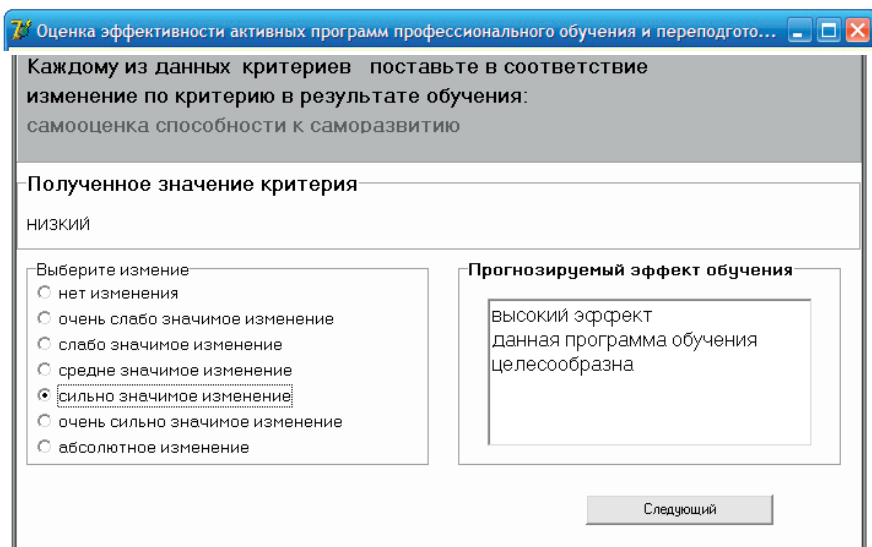 Оценка эффективности активных программ профессионального обучения и переподгото...
Каждому из данных критериев поставьте в соответствие
изменение по критерию в результате обучения:
самооценка способности к саморазвитию
Полученное значение критерия
низкий
Выберите измение
нет изменения
очень слабо значимое изменение
слабо значимое изменение
средне значимое изменение
сильно значимое изменение
очень сильно значимое изменение
абсолютное изменение
Прогнозируемый эффект обучения
высокий эффект
данная программа обучения
целесообразна
Следующий